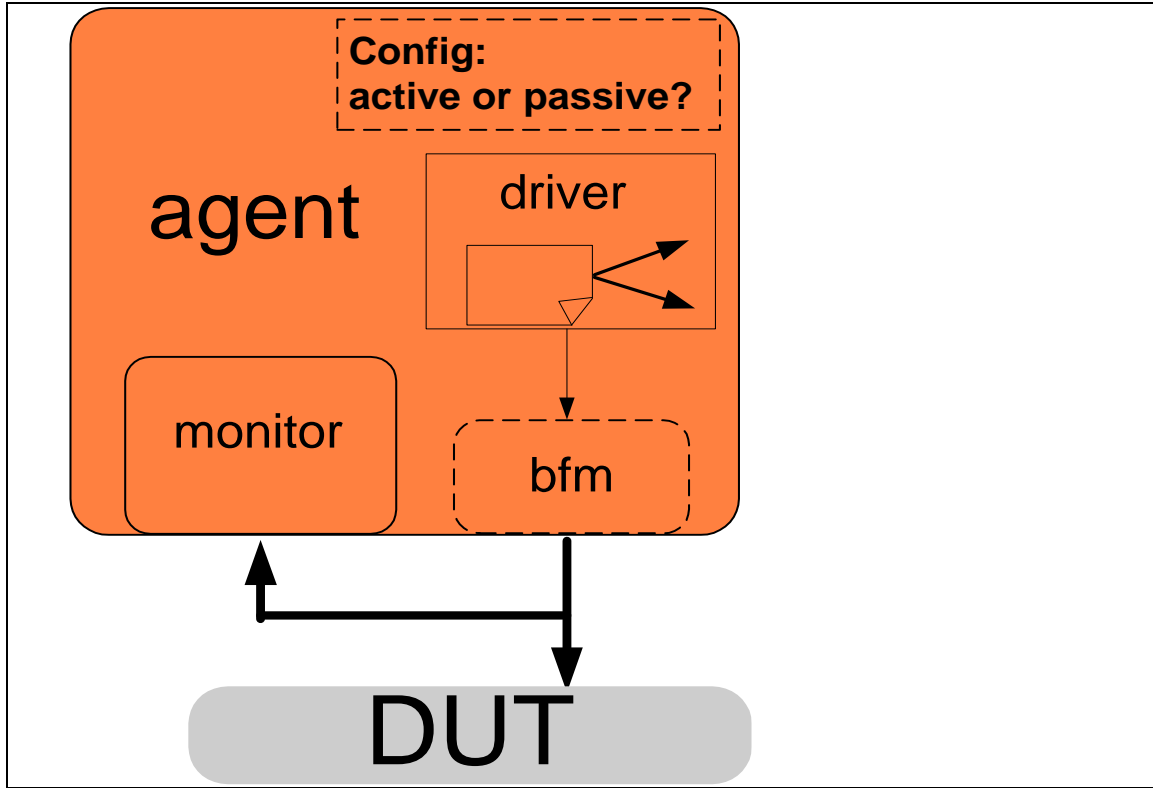 Config:
active or passive?
agent
driver
monitor
bfm
DUT